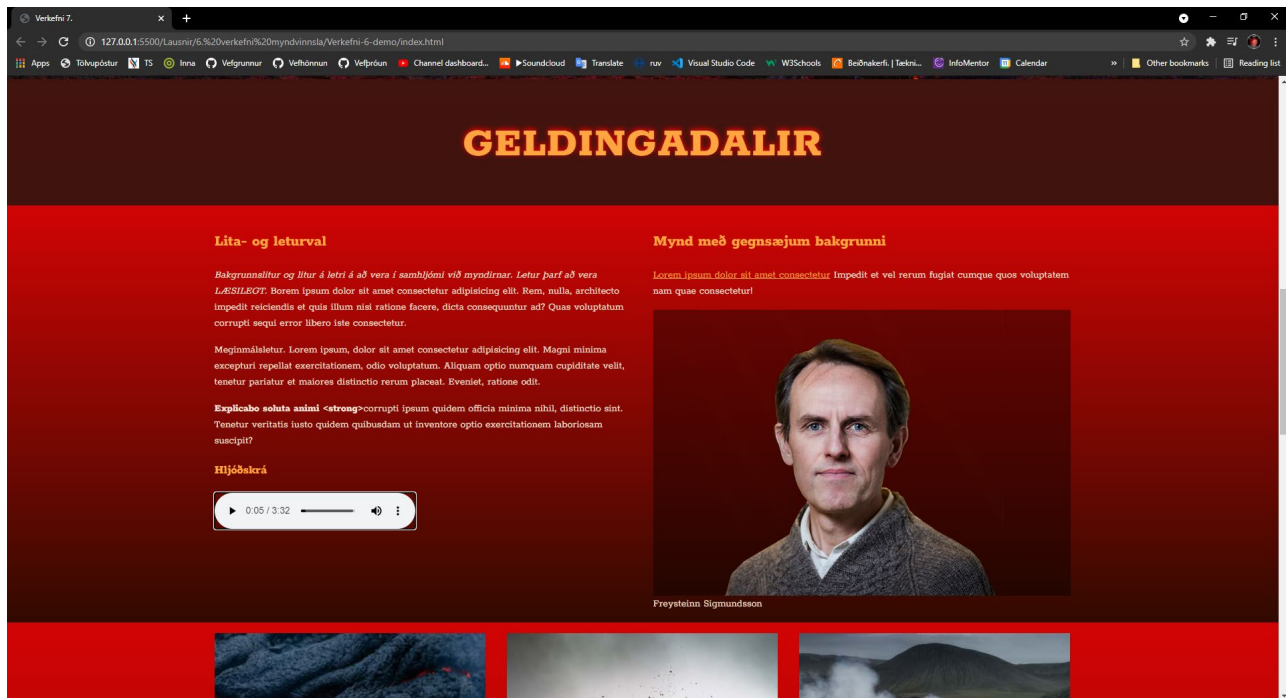 Verkefni 7.
127.0.0.1:5500/Lausnir/6.%20verkefni%20myndvinnsla/Verkefni-6-demo/index.html
Apps Tölvupóstur TS Inna Vefgrunnur Vefhönnun Vefþróun Channel dashboard... ▶Soundcloud Translate ruv Visual Studio Code W3Schools Beiðnakerfi. | Tækni... InfoMentor Calendar » Other bookmarks Reading list
GELDINGADALIR
Lita- og leturval
Bakgrunnslitur og litur á letri á að vera í samhljómi við myndirnar. Letur þarf að vera
LÆSILEGT. Borem ipsum dolor sit amet consectetur adipisicing elit. Rem, nulla, architecto
impedit reiciendis et quis illum nisi ratione facere, dicta consequuntur ad? Quas voluptatum
corrupti sequi error libero iste consectetur.
Meginmálsletur. Lorem ipsum, dolor sit amet consectetur adipisicing elit. Magni minima
excepturi repellat exercitationem, odio voluptatum. Aliquam optio numquam cupiditate velit,
tenetur pariatur et maiores distinctio rerum placeat. Eveniet, ratione odit.
Explicabo soluta animi <strong>corrupti ipsum quidem officia minima nihil, distinctio sint.
Tenetur veritatis iusto quidem quibusdam ut inventore optio exercitationem laboriosam
suscipit?
Hljóðskrá
0:05 / 3:32
Mynd með gegnsæjum bakgrunni
Lorem ipsum dolor sit amet consectetur Impedit et vel rerum fugiat cumque quos voluptatem
nam quae consectetur!
Freysteinn Sigmundsson